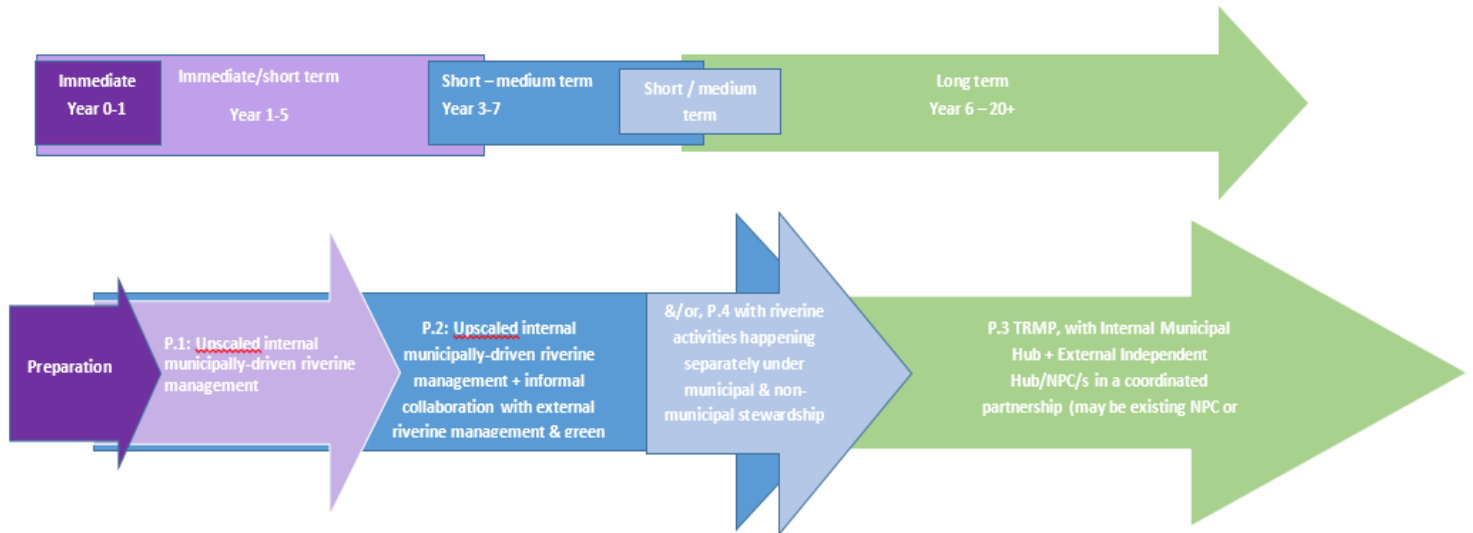 Immediate
Year 0-1
Immediate/short term
Year 1-5
Short – medium term
Year 3-7
Short / medium
term
Long term
Year 6 – 20+
Preparation
P.1: Upscaled internal
municipally-driven riverine
management
P.2: Upscaled internal
municipally-driven riverine
management + informal
collaboration with external
riverine management & green
&/or, P.4 with riverine
activities happening
separately under
municipal & non-
municipal stewardship
P.3 TRMP, with Internal Municipal
Hub + External Independent
Hub/NPC/s in a coordinated
partnership (may be existing NPC or